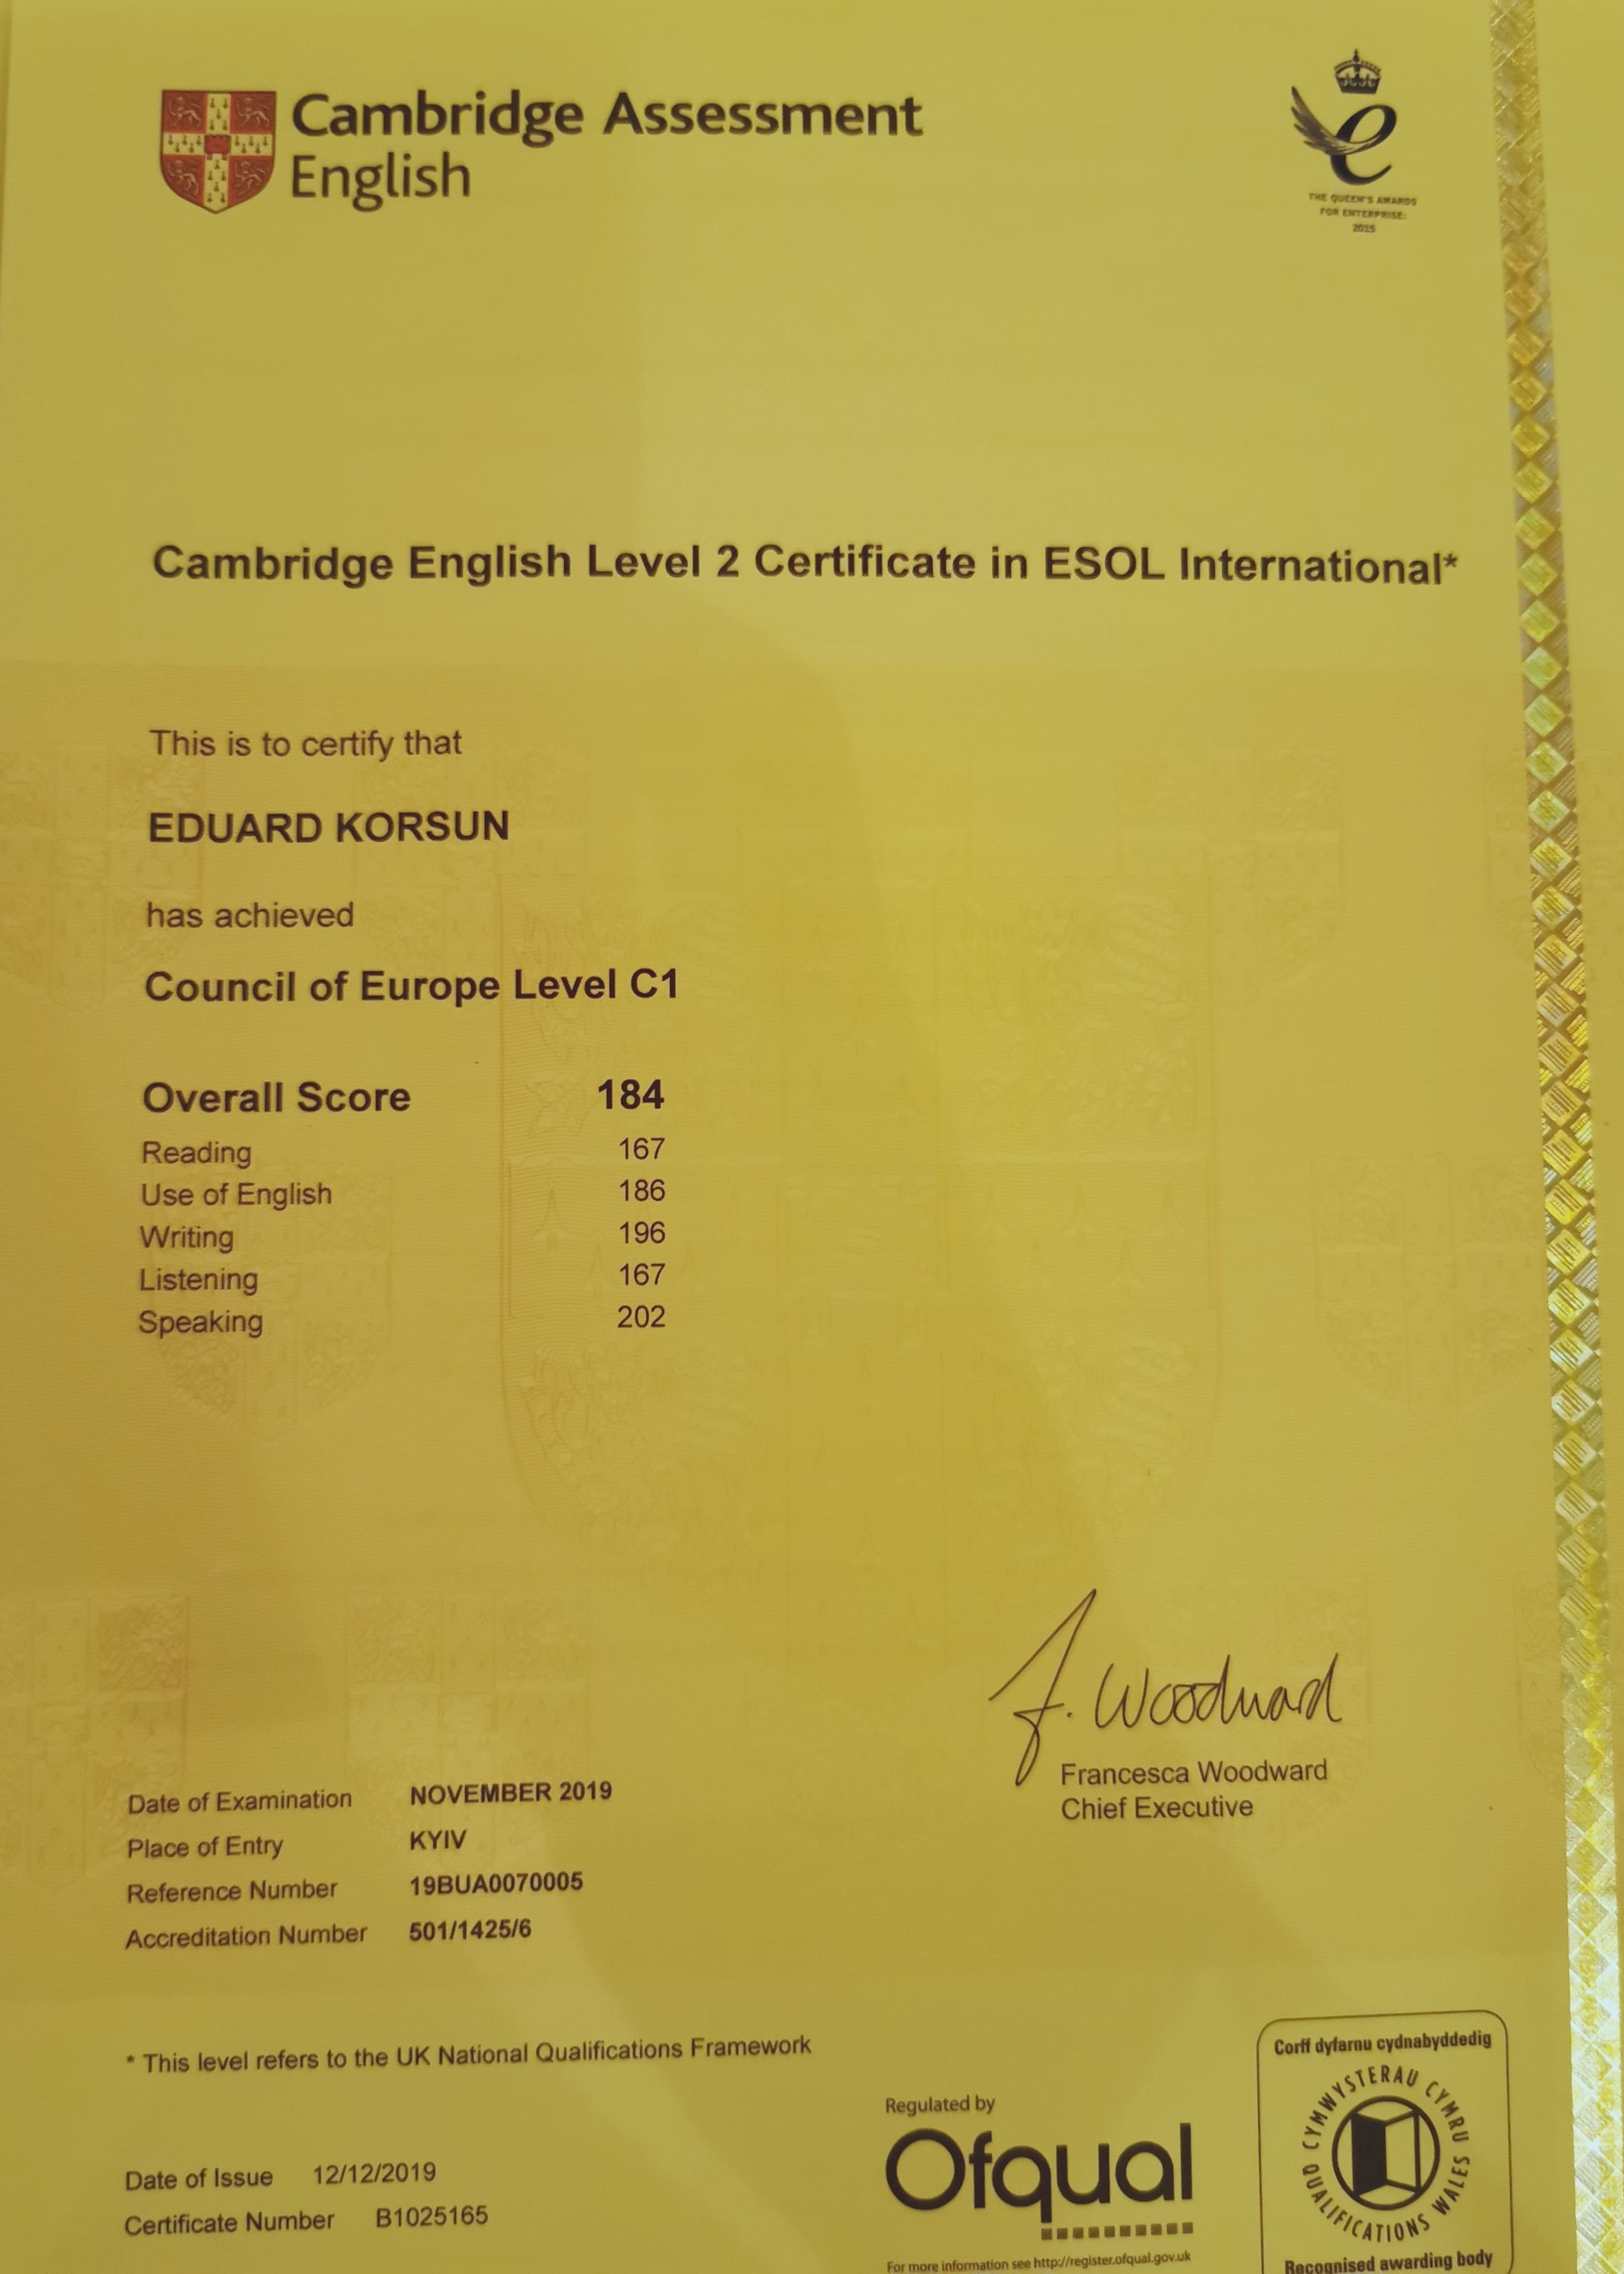 Cambridge Assessment
English
THE QUEEN'S AWARDS
FOR ENTERPRISE:
2015
Cambridge English Level 2 Certificate in ESOL International*
This is to certify that
EDUARD KORSUN
has achieved
Council of Europe Level C1
Overall Score 184
Reading 167
Use of English 186
Writing 196
Listening 167
Speaking 202
F. Woodward
Francesca Woodward
Chief Executive
Date of Examination NOVEMBER 2019
Place of Entry KYIV
Reference Number 19BUA0070005
Accreditation Number 501/1425/6
* This level refers to the UK National Qualifications Framework
Date of Issue 12/12/2019
Certificate Number B1025165
Regulated by
Ofqual
For more information see http://register.ofqual.gov.uk
Corff dyfarnu cydnabyddedig
CYMWYSTERAU CYMRU
QUALIFICATIONS WALES
Recognised awarding body